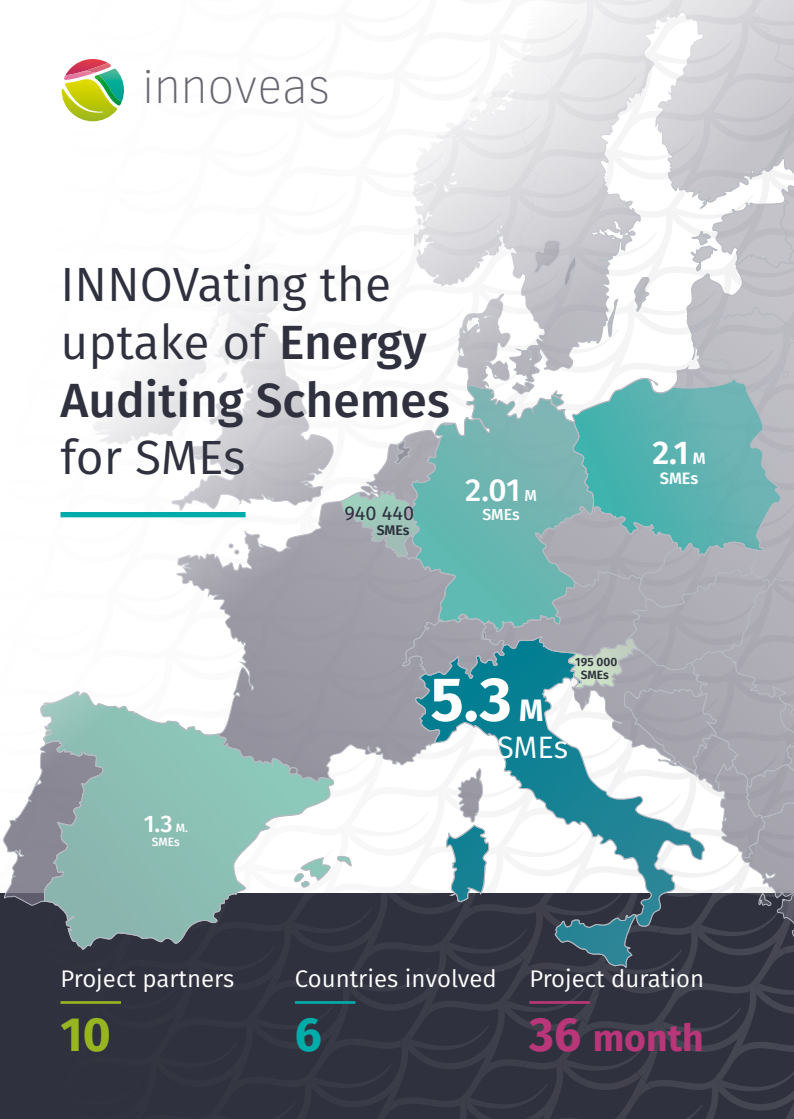 innoveas
INNOVating the
uptake of Energy
Auditing Schemes
for SMEs
2.1 M
SMEs
2.01 M
SMEs
940 440
SMEs
195 000
SMEs
5.3 M
SMEs
1.3 M.
SMEs
Project partners
10
Countries involved
6
Project duration
36 month